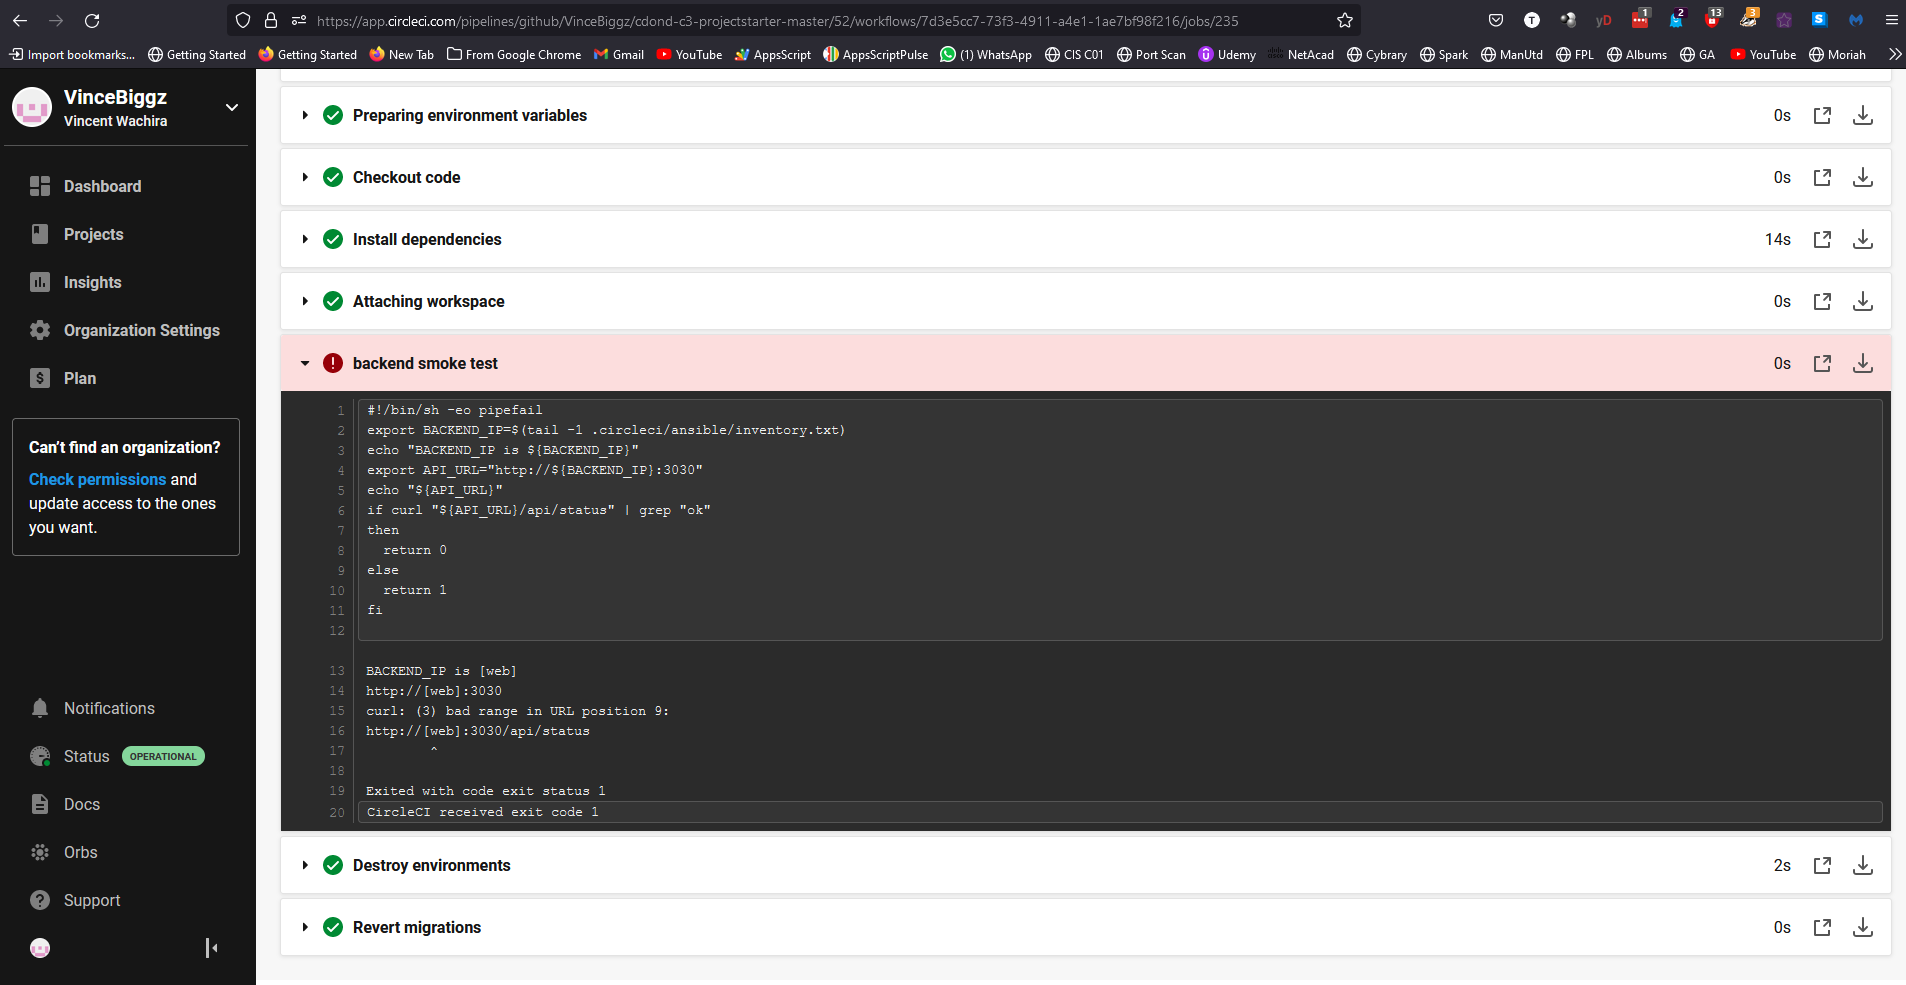 https://app.circleci.com/pipelines/github/VinceBiggz/cdond-c3-projectstarter-master/52/workflows/7d3e5cc7-73f3-4911-a4e1-1ae7bf98f216/jobs/235
T
yD
1
2
13
3
S
Import bookmarks... Getting Started Getting Started New Tab From Google Chrome Gmail YouTube AppsScript AppsScriptPulse (1) WhatsApp CIS C01 Port Scan Udemy NetAcad Cybrary Spark ManUtd FPL Albums GA YouTube Moriah
VinceBiggz
Vincent Wachira
Dashboard
Projects
Insights
Organization Settings
Plan
Can't find an organization?
Check permissions and
update access to the ones
you want.
Notifications
Status OPERATIONAL
Docs
Orbs
Support
Preparing environment variables 0s
Checkout code 0s
Install dependencies 14s
Attaching workspace 0s
backend smoke test 0s
1 #!/bin/sh -eo pipefail
2 export BACKEND_IP=$(tail -1 .circleci/ansible/inventory.txt)
3 echo "BACKEND_IP is ${BACKEND_IP}"
4 export API_URL="http://${BACKEND_IP}:3030"
5 echo "${API_URL}"
6 if curl "${API_URL}/api/status" | grep "ok"
7 then
8   return 0
9 else
10   return 1
11 fi
12
13 BACKEND_IP is [web]
14 http://[web]:3030
15 curl: (3) bad range in URL position 9:
16 http://[web]:3030/api/status
17         ^
18
19 Exited with code exit status 1
20 CircleCI received exit code 1
Destroy environments 2s
Revert migrations 0s